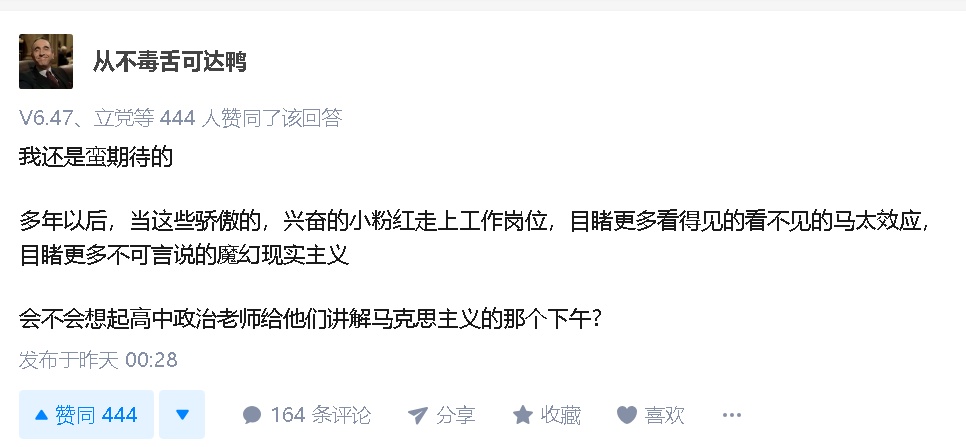 从不毒舌可达鸭
V6.47、立党等 444 人赞同了该回答
我还是蛮期待的
多年以后，当这些骄傲的，兴奋的小粉红走上工作岗位，目睹更多看得见的看不见的马太效应，
目睹更多不可言说的魔幻现实主义
会不会想起高中政治老师给他们讲解马克思主义的那个下午？
发布于昨天 00:28
赞同 444 164 条评论 分享 收藏 喜欢